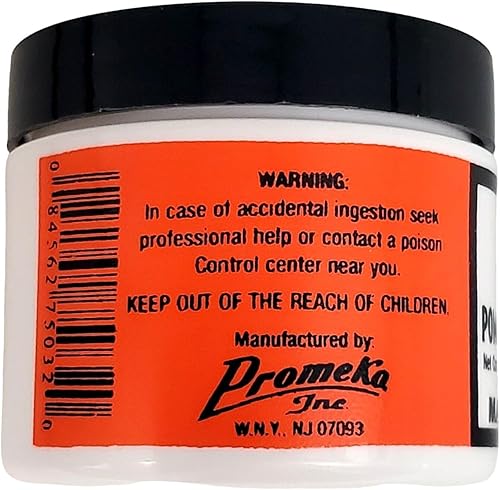 WARNING:
In case of accidental ingestion seek
professional help or contact a poison
Control center near you.
KEEP OUT OF THE REACH OF CHILDREN.
Manufactured by:
Promeka
Inc.
W.N.Y., NJ 07093
0 84562 75032 0